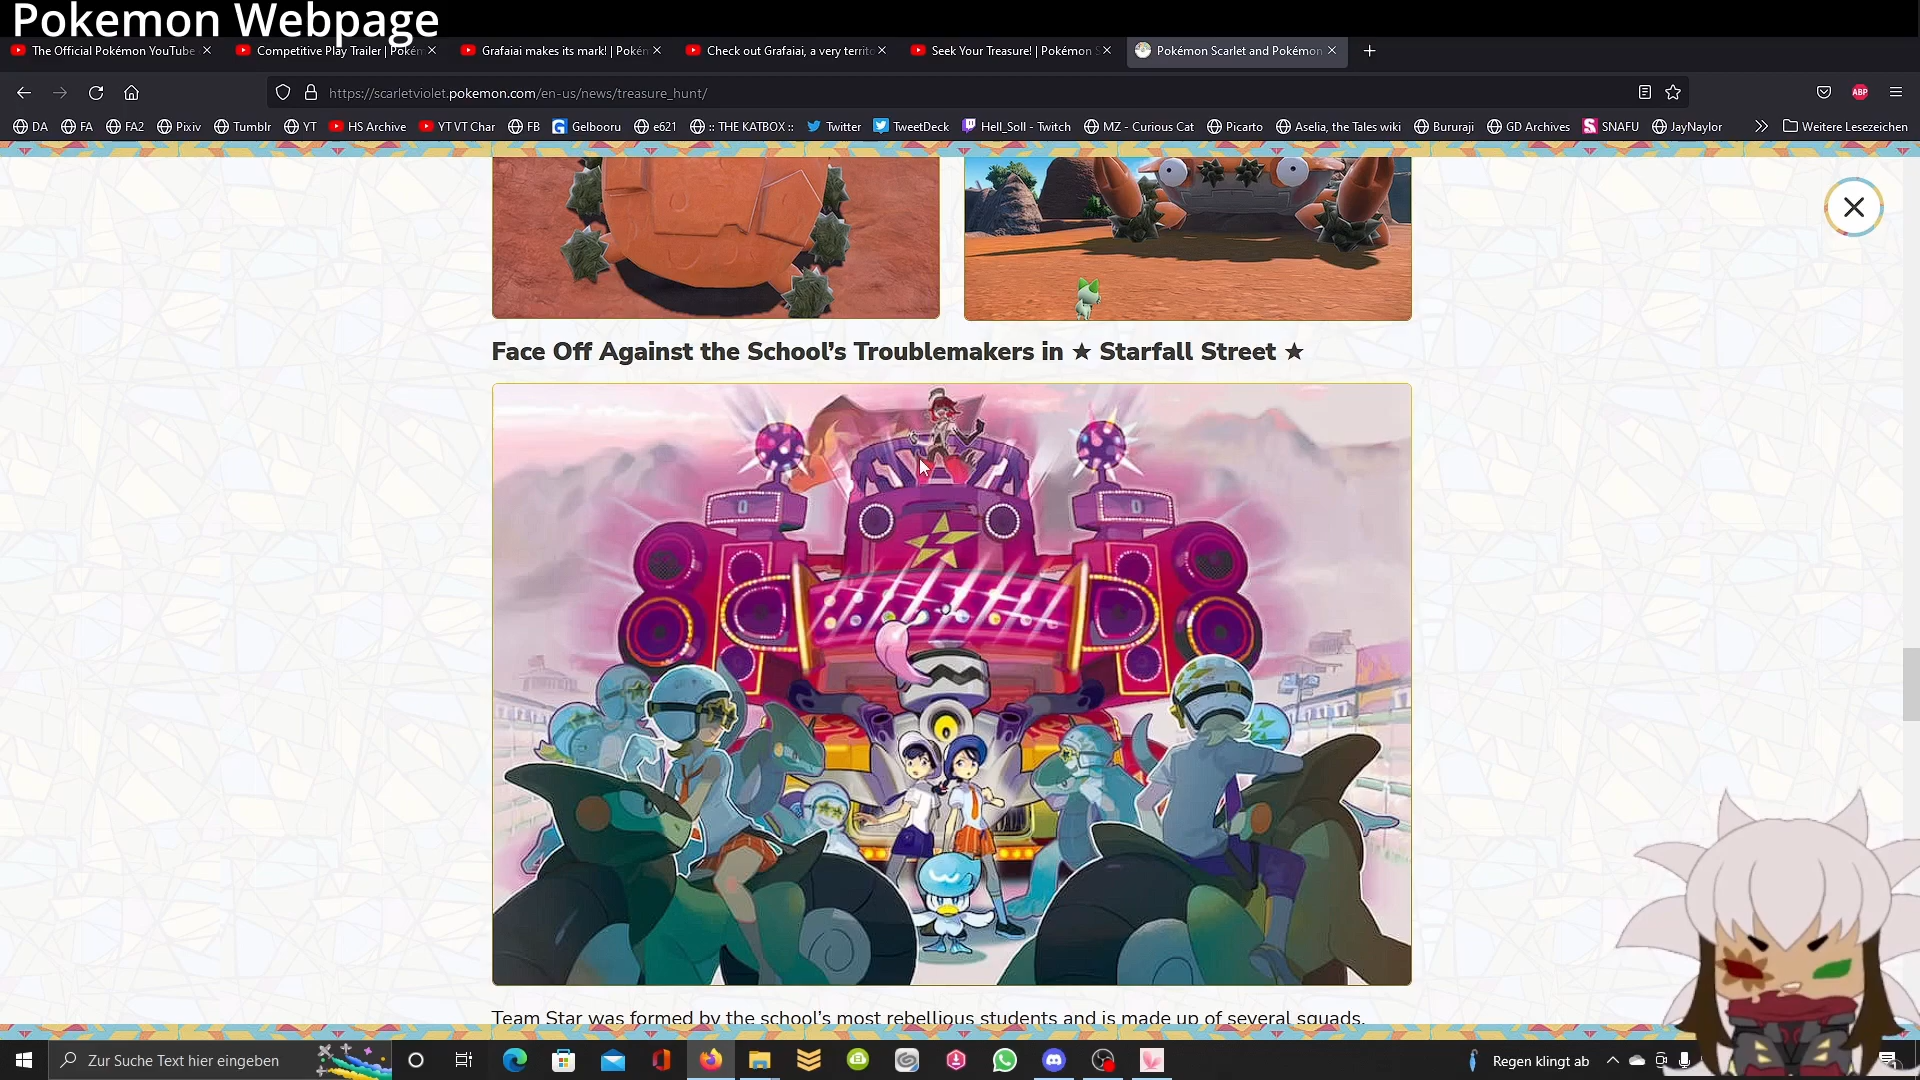 Pokemon Webpage
The Official Pokémon YouTube
Competitive Play Trailer | Pokén
Grafaiai makes its mark! | Pokén
Check out Grafaiai, a very territo
Seek Your Treasure! | Pokémon S
Pokémon Scarlet and Pokémon
https://scarletviolet.pokemon.com/en-us/news/treasure_hunt/
ABP
DA FA FA2 Pixiv Tumblr YT HS Archive YT VT Char FB Gelbooru e621 :: THE KATBOX :: Twitter TweetDeck Hell_Soll - Twitch MZ - Curious Cat Picarto Aselia, the Tales wiki Bururaji GD Archives SNAFU JayNaylor Weitere Lesezeichen
Face Off Against the School's Troublemakers in ★ Starfall Street ★
Team Star was formed by the school's most rebellious students and is made up of several squads.
Zur Suche Text hier eingeben
Regen klingt ab